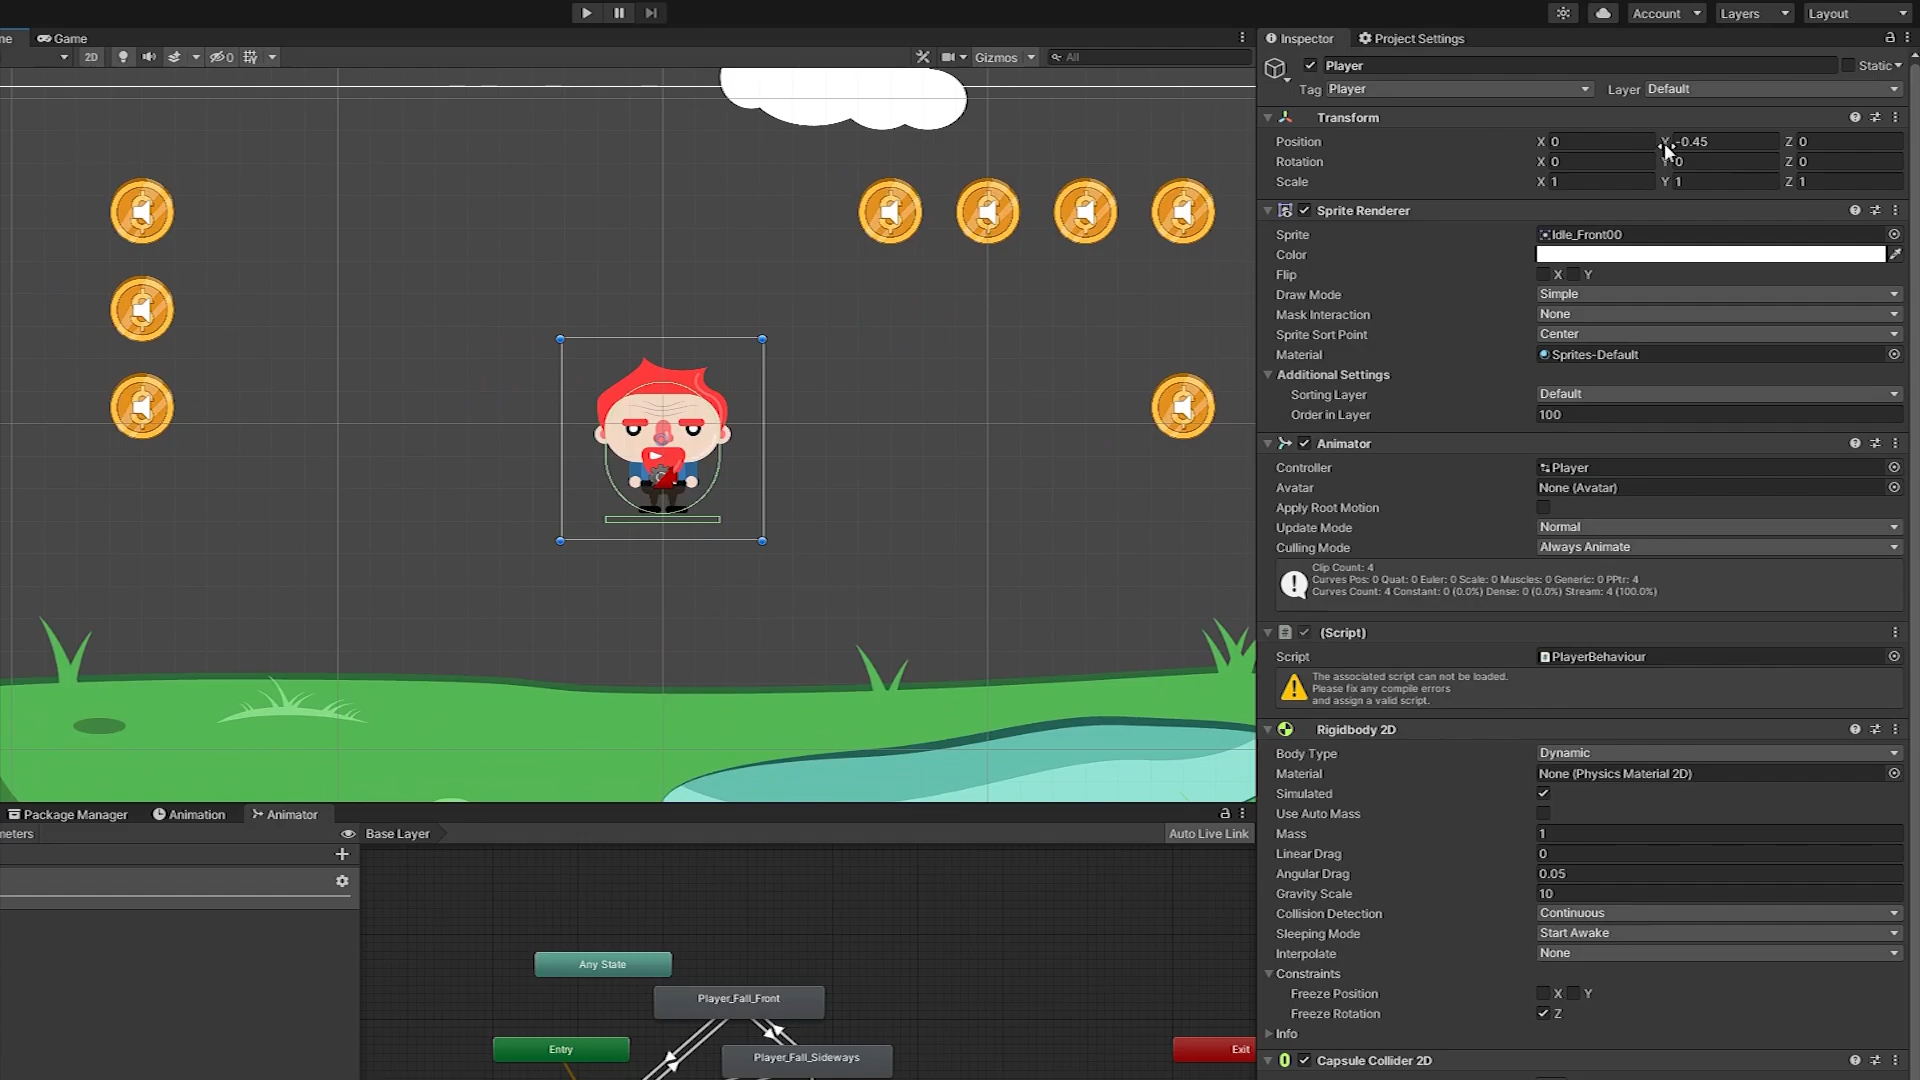 Account
Layers
Layout
ne
Game
Inspector
Project Settings
2D
0
Gizmos
All
Player
Static
Tag Player
Layer Default
Transform
Position X 0 Y -0.45 Z 0
Rotation X 0 Y 0 Z 0
Scale X 1 Y 1 Z 1
Sprite Renderer
Sprite Idle_Front00
Color
Flip X Y
Draw Mode Simple
Mask Interaction None
Sprite Sort Point Center
Material Sprites-Default
Additional Settings
Sorting Layer Default
Order in Layer 100
Animator
Controller Player
Avatar None (Avatar)
Apply Root Motion
Update Mode Normal
Culling Mode Always Animate
Clip Count: 4
Curves Pos: 0 Quat: 0 Euler: 0 Scale: 0 Muscles: 0 Generic: 0 PPtr: 4
Curves Count: 4 Constant: 0 (0.0%) Dense: 0 (0.0%) Stream: 4 (100.0%)
(Script)
Script PlayerBehaviour
The associated script can not be loaded.
Please fix any compile errors
and assign a valid script.
Rigidbody 2D
Body Type Dynamic
Material None (Physics Material 2D)
Simulated
Use Auto Mass
Mass 1
Linear Drag 0
Angular Drag 0.05
Gravity Scale 10
Collision Detection Continuous
Sleeping Mode Start Awake
Interpolate None
Constraints
Freeze Position X Y
Freeze Rotation Z
Info
Capsule Collider 2D
Package Manager
Animation
Animator
meters
Base Layer
Auto Live Link
Any State
Player_Fall_Front
Entry
Player_Fall_Sideways
Exit